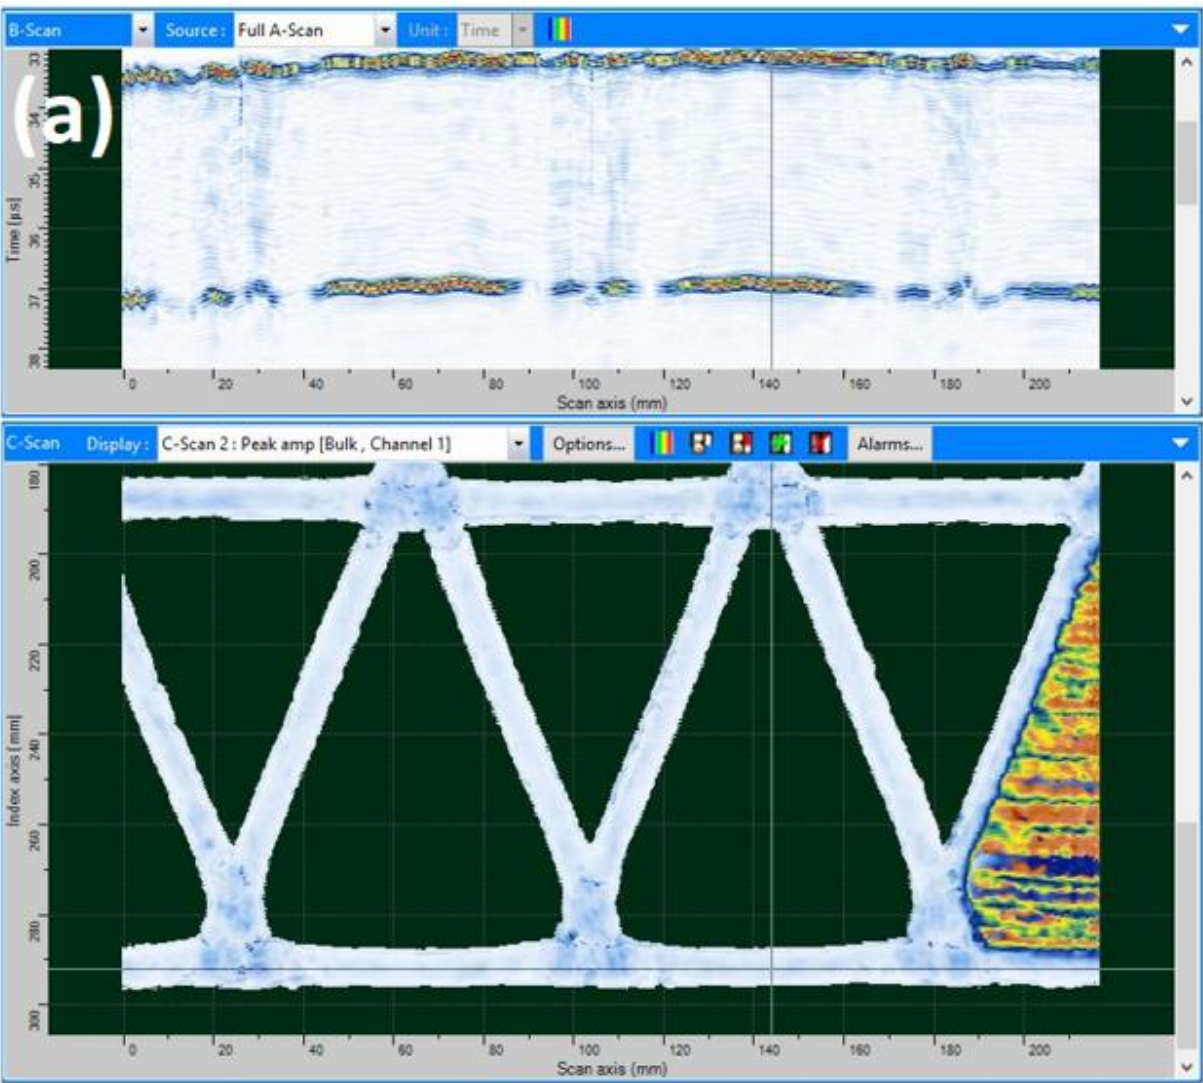 B-Scan Source: Full A-Scan Unit: Time
(a)
33
34
35
36
37
38
Time [µs]
0 20 40 60 80 100 120 140 160 180 200
Scan axis (mm)
C-Scan Display: C-Scan 2 : Peak amp [Bulk , Channel 1] Options... Alarms...
180
200
220
240
260
280
300
Index axis (mm)
0 20 40 60 80 100 120 140 160 180 200
Scan axis (mm)